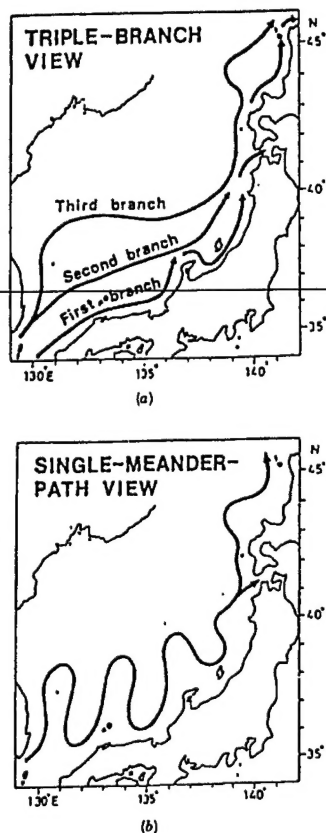 TRIPLE-BRANCH
VIEW
N
45°
Third branch
40°
Second branch
First branch
35°
130°E
135°
140°
(a)
SINGLE-MEANDER-
PATH VIEW
N
45°
40°
35°
130°E
135°
140°
(b)